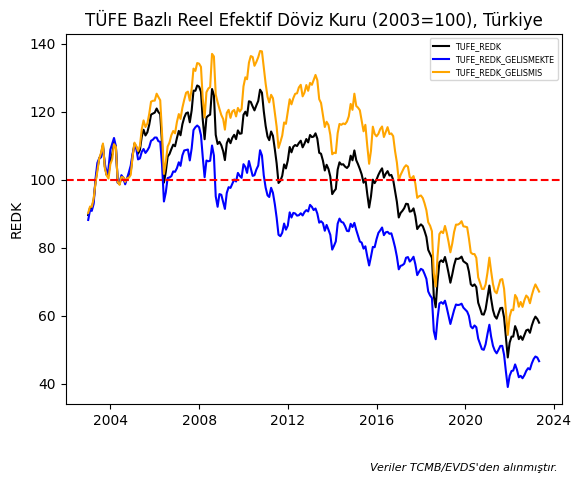 TÜFE Bazlı Reel Efektif Döviz Kuru (2003=100), Türkiye
TUFE_REDK
TUFE_REDK_GELISMEKTE
TUFE_REDK_GELISMIS
REDK
140
120
100
80
60
40
2004
2008
2012
2016
2020
2024
Veriler TCMB/EVDS'den alınmıştır.